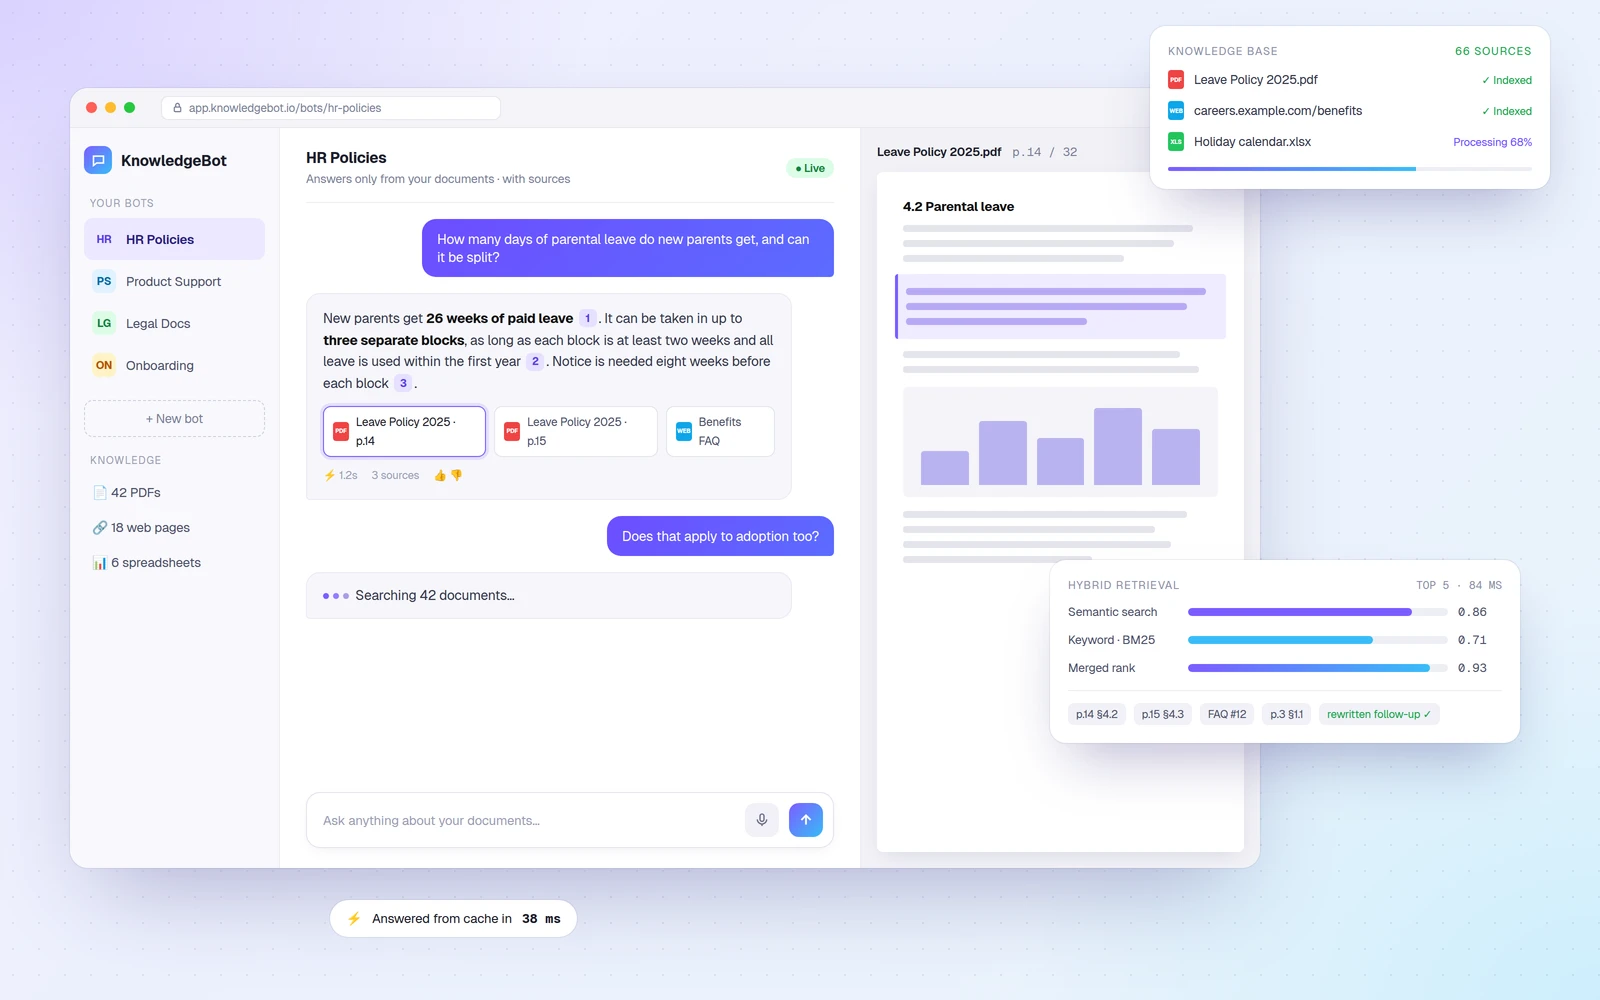 KNOWLEDGE BASE 66 SOURCES
PDF Leave Policy 2025.pdf ✓ Indexed
WEB careers.example.com/benefits ✓ Indexed
XLS Holiday calendar.xlsx Processing 68%
app.knowledgebot.io/bots/hr-policies
KnowledgeBot
YOUR BOTS
HR HR Policies
PS Product Support
LG Legal Docs
ON Onboarding
+ New bot
KNOWLEDGE
42 PDFs
18 web pages
6 spreadsheets
HR Policies
Answers only from your documents · with sources
● Live
How many days of parental leave do new parents get, and can
it be split?
New parents get 26 weeks of paid leave 1. It can be taken in up to
three separate blocks, as long as each block is at least two weeks and all
leave is used within the first year 2. Notice is needed eight weeks before
each block 3.
PDF Leave Policy 2025 ·
p.14
PDF Leave Policy 2025 ·
p.15
WEB Benefits
FAQ
⚡ 1.2s 3 sources 👍 👎
Does that apply to adoption too?
Searching 42 documents...
Ask anything about your documents...
Leave Policy 2025.pdf p.14 / 32
4.2 Parental leave
HYBRID RETRIEVAL TOP 5 · 84 MS
Semantic search 0.86
Keyword · BM25 0.71
Merged rank 0.93
p.14 §4.2 p.15 §4.3 FAQ #12 p.3 §1.1 rewritten follow-up ✓
⚡ Answered from cache in 38 ms